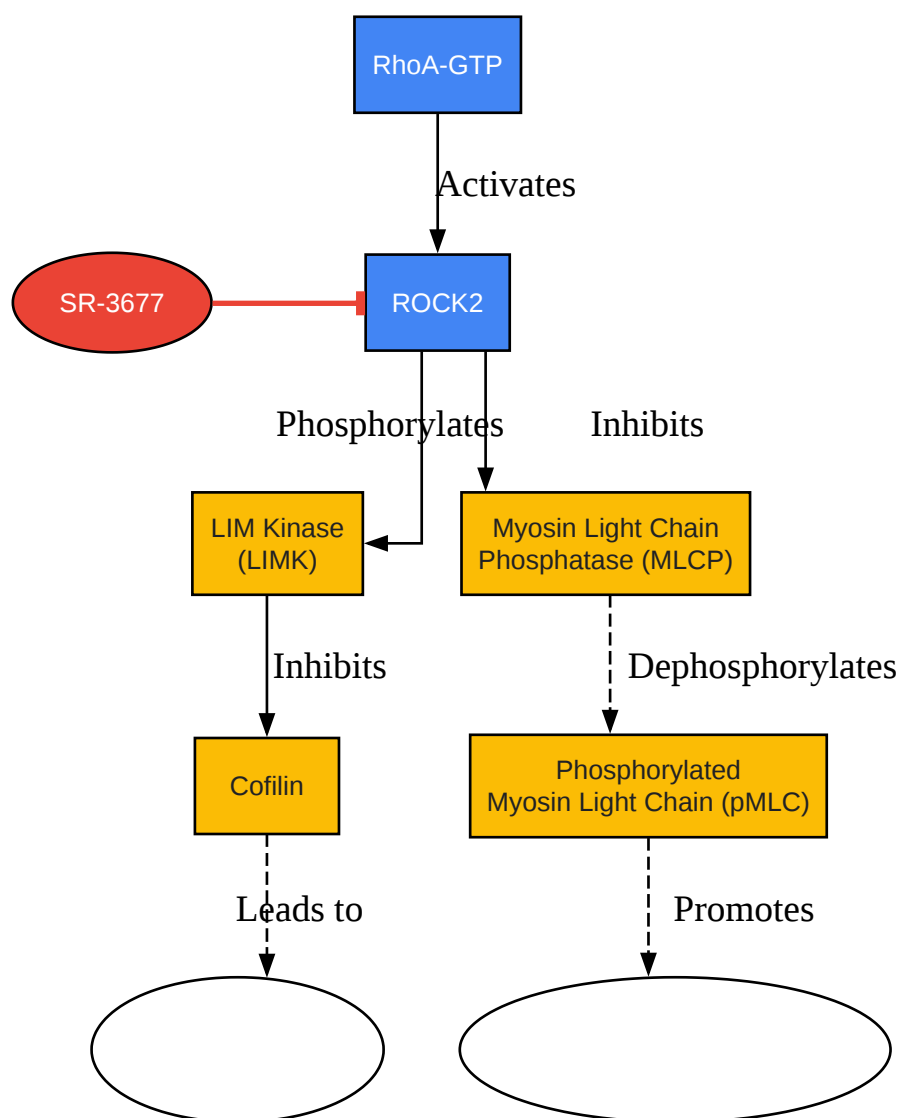 RhoA-GTP
Activates
SR-3677
ROCK2
Phosphorylates
Inhibits
LIM Kinase
(LIMK)
Myosin Light Chain
Phosphatase (MLCP)
Inhibits
Dephosphorylates
Cofilin
Phosphorylated
Myosin Light Chain (pMLC)
Leads to
Promotes